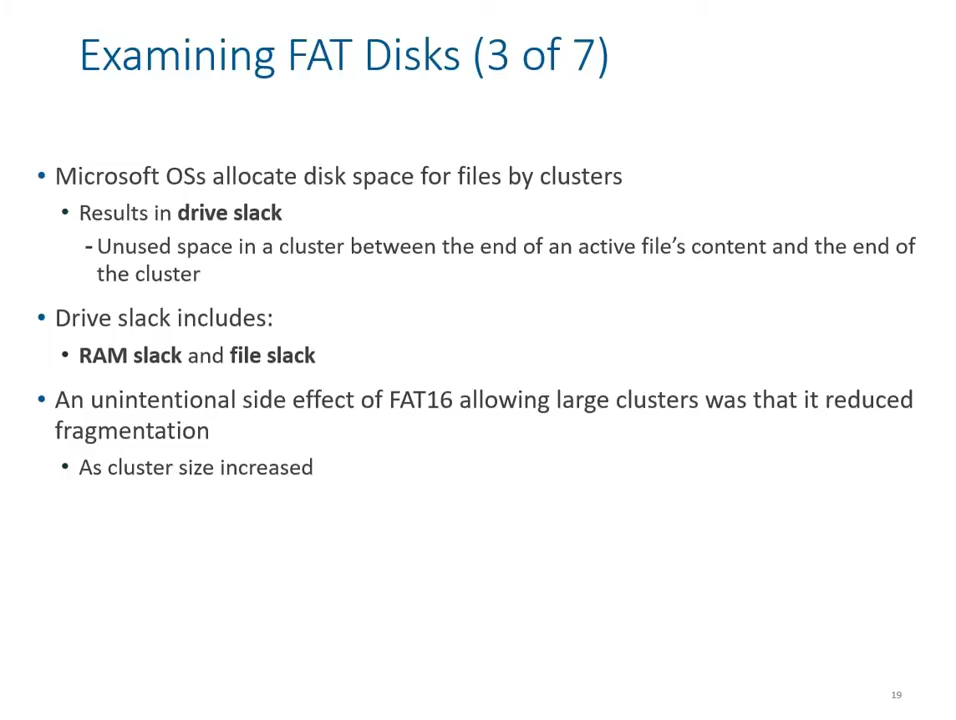 Examining FAT Disks (3 of 7)
• Microsoft OSs allocate disk space for files by clusters
• Results in drive slack
- Unused space in a cluster between the end of an active file’s content and the end of
the cluster
• Drive slack includes:
• RAM slack and file slack
• An unintentional side effect of FAT16 allowing large clusters was that it reduced
fragmentation
• As cluster size increased
19